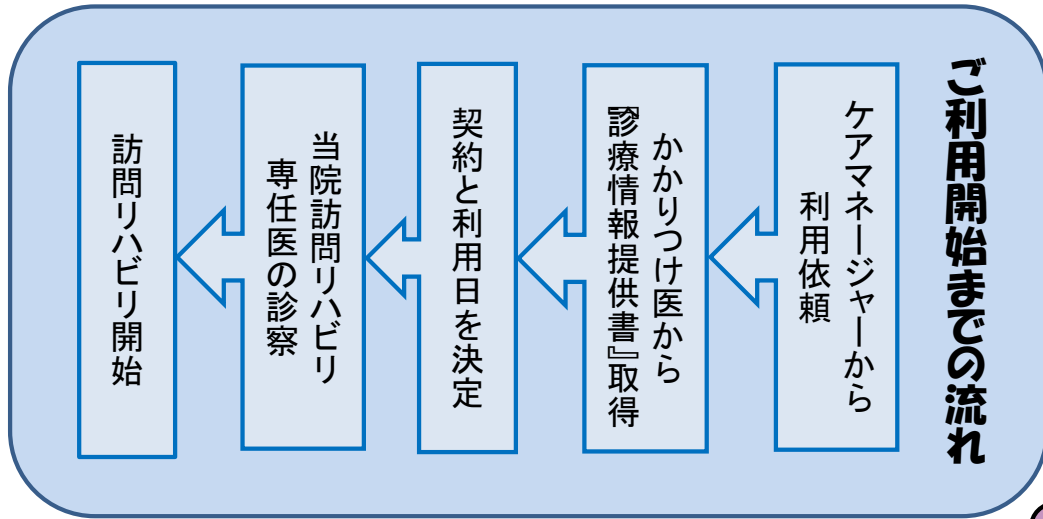 ご利用開始までの流れ
ケアマネージャーから
利用依頼
かかりつけ医から
『診療情報提供書』取得
契約と利用日を決定
当院訪問リハビリ
専任医の診察
訪問リハビリ開始